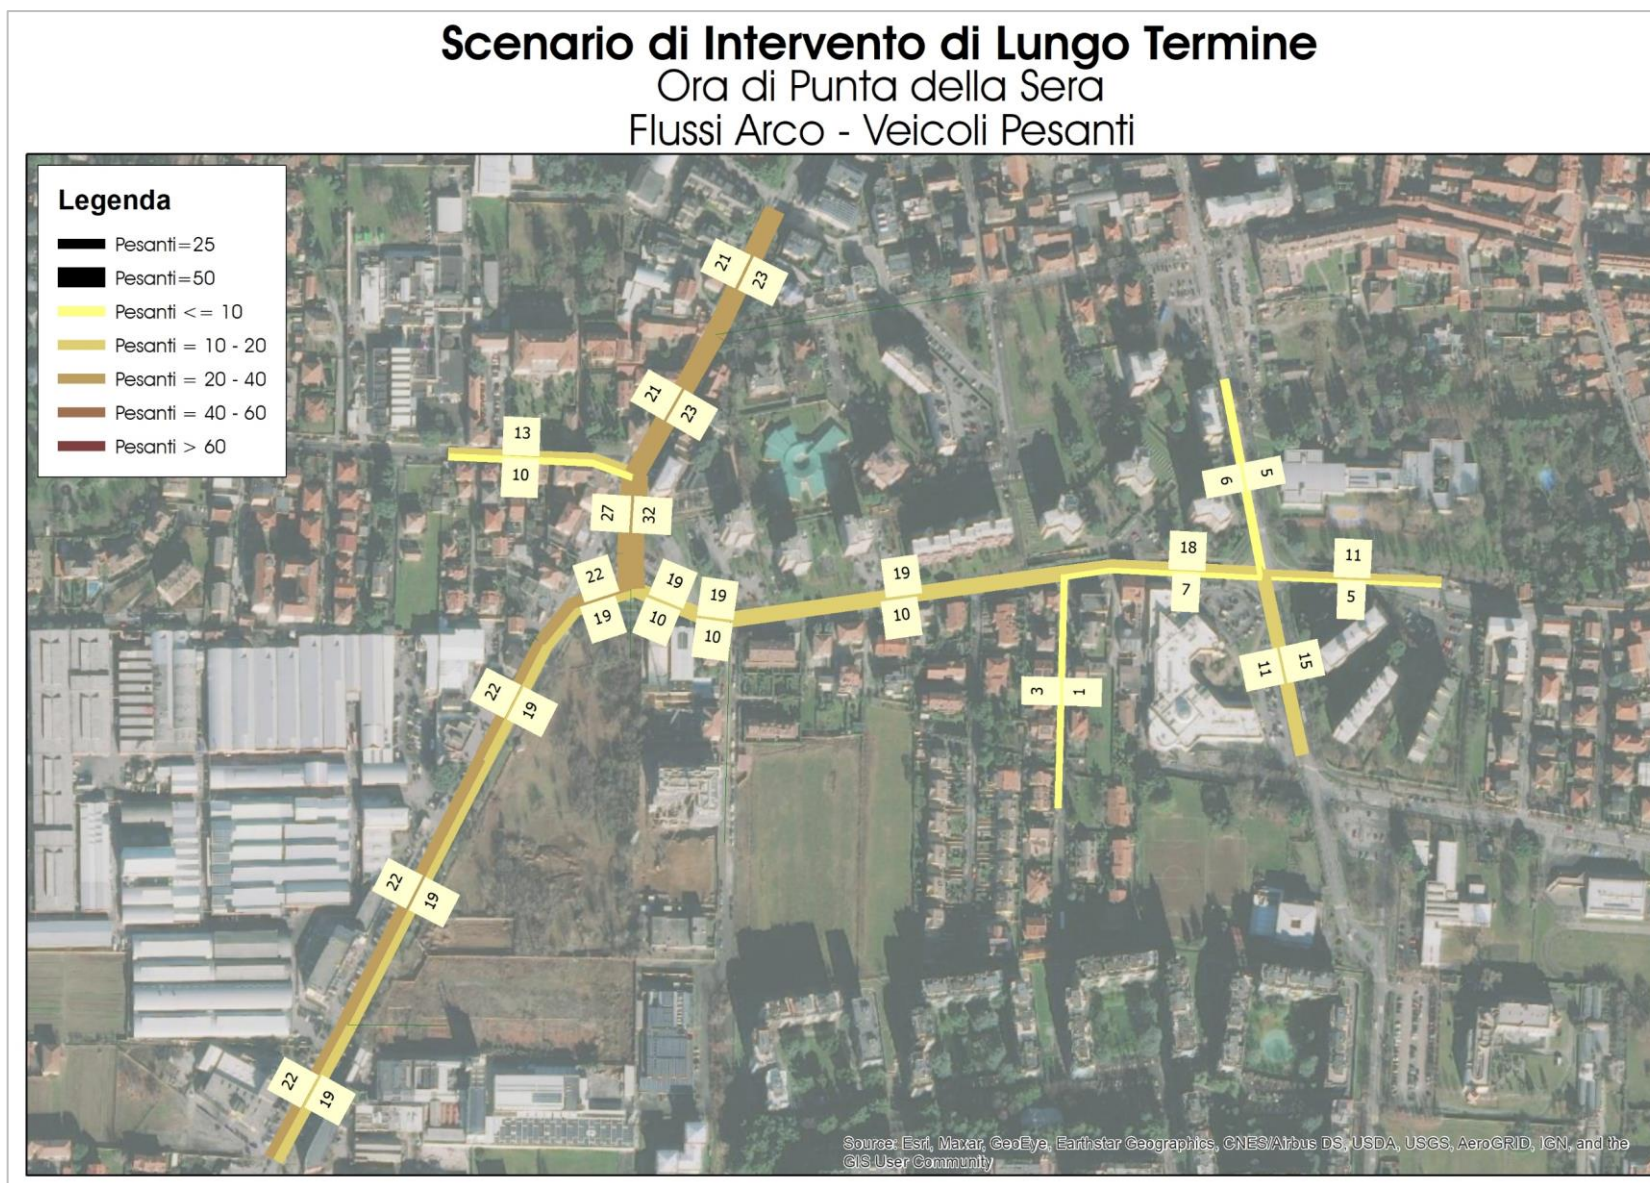 Scenario di Intervento di Lungo Termine
Ora di Punta della Sera
Flussi Arco - Veicoli Pesanti
Legenda
Pesanti=25
Pesanti=50
Pesanti <= 10
Pesanti = 10 - 20
Pesanti = 20 - 40
Pesanti = 40 - 60
Pesanti > 60
21
23
21
23
13
10
27
32
6
5
22
19
19
10
19
10
19
10
18
7
11
5
22
19
3
1
11
15
22
19
22
19
Source: Esri, Maxar, GeoEye, Earthstar Geographics, CNES/Airbus DS, USDA, USGS, AeroGRID, IGN, and the
GIS User Community